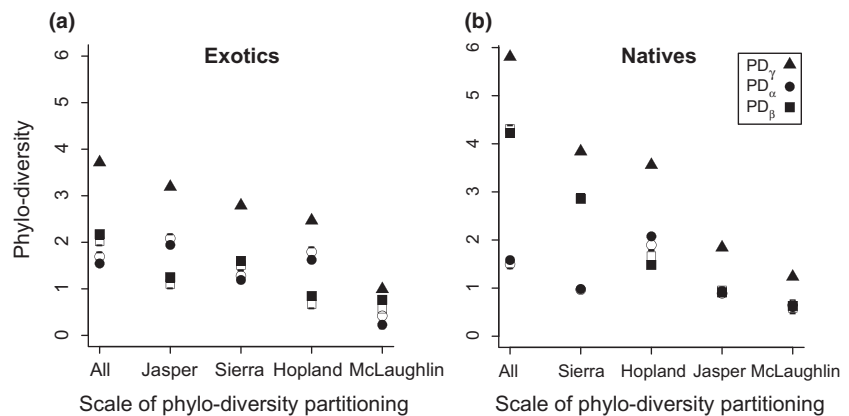 (a)
Exotics
Phylo-diversity
6
5
4
3
2
1
0
All Jasper Sierra Hopland McLaughlin
Scale of phylo-diversity partitioning
(b)
Natives
6
5
4
3
2
1
0
PDγ
PDα
PDβ
All Sierra Hopland Jasper McLaughlin
Scale of phylo-diversity partitioning